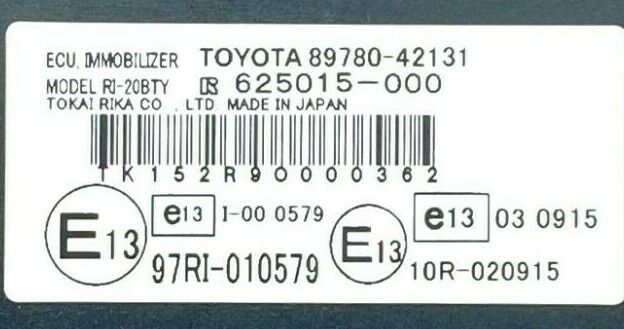 ECU, IMMOBILIZER TOYOTA 89780-42131
MODEL RI-20BTY 625015-000
TOKAI RIKA CO., LTD. MADE IN JAPAN
TK152R90000362
E13 e13 I-00 0579
97RI-010579
E13 e13 03 0915
10R-020915